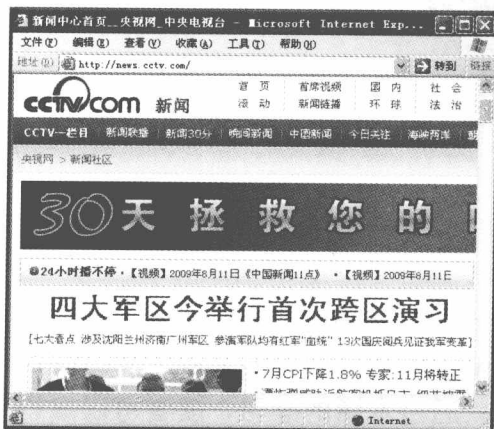 新闻中心首页__央视网_中央电视台 - Microsoft Internet Exp...
文件(F) 编辑(E) 查看(V) 收藏(A) 工具(T) 帮助(H)
地址(D) http://news.cctv.com/ 转到 链接
cctv.com 新闻
首页 首席视频 国内 社会
滚动 新闻链播 环球 法治
CCTV-栏目 新闻联播 新闻30分 晚间新闻 中国新闻 今日关注 海峡两岸
央视网 > 新闻社区
30天拯救您的
24小时播不停 · 【视频】2009年8月11日《中国新闻11点》 · 【视频】2009年8月11日
四大军区今举行首次跨区演习
[七大看点 涉及沈阳兰州济南广州军区 参演军队均有红军"血统" 13次国庆阅兵见证我军变革]
· 7月CPI下降1.8% 专家:11月将转正
Internet